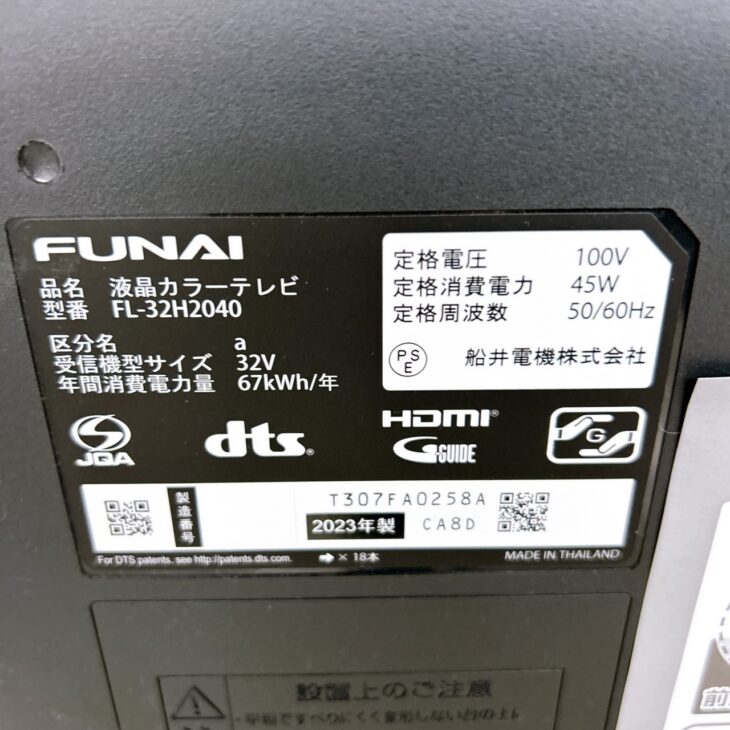 FUNAI
品名 液晶カラーテレビ
型番 FL-32H2040
区分名 a
受信機型サイズ 32V
年間消費電力量 67kWh/年
定格電圧 100V
定格消費電力 45W
定格周波数 50/60Hz
PSE 船井電機株式会社
JQA
dts®
HDMI®
G-GUIDE
G
製造番号
T307FA0258A
2023年製 CA8D
For DTS patents, see http://patents.dts.com.
➡ × 18本
MADE IN THAILAND
設置上のご注意
前